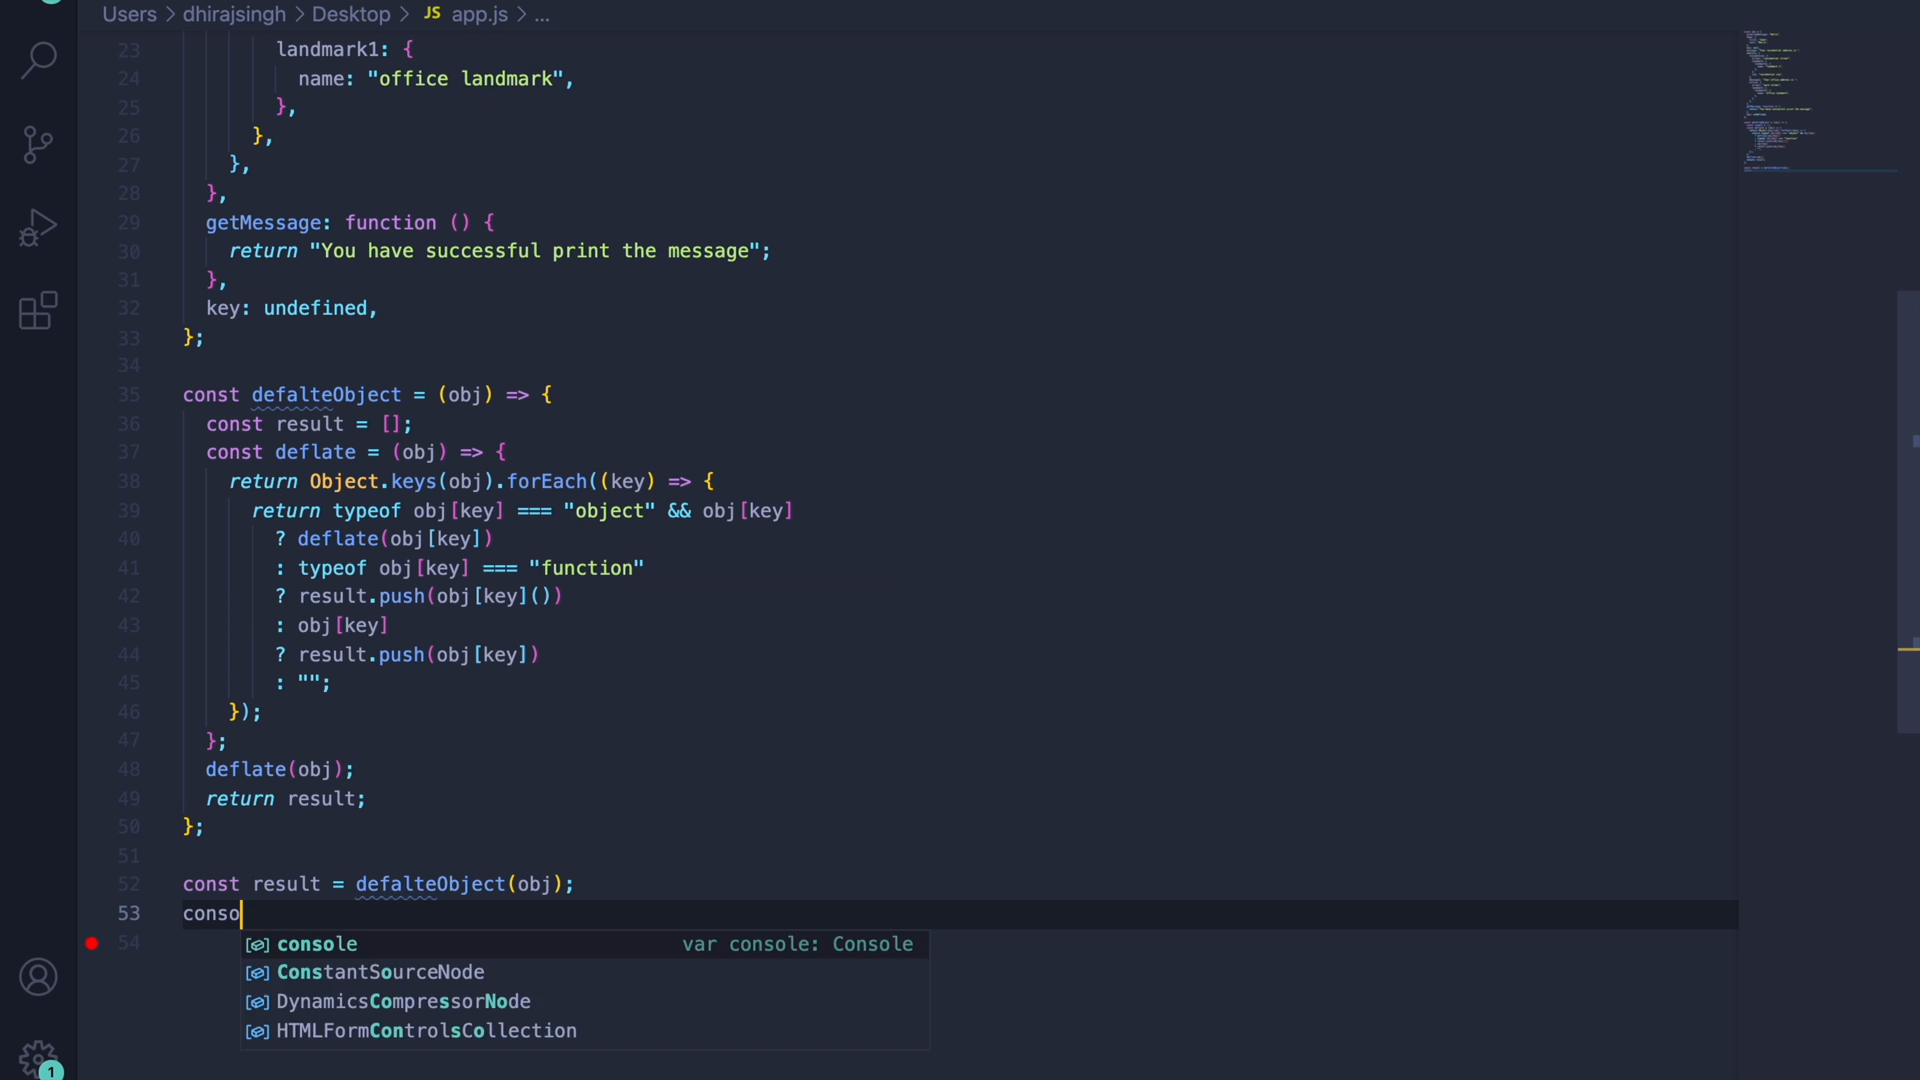 Users > dhirajsingh > Desktop > JS app.js > ...
23 landmark1: {
24 name: "office landmark",
25 },
26 },
27 },
28 },
29 getMessage: function () {
30 return "You have successful print the message";
31 },
32 key: undefined,
33 };
34
35 const defalteObject = (obj) => {
36 const result = [];
37 const deflate = (obj) => {
38 return Object.keys(obj).forEach((key) => {
39 return typeof obj[key] === "object" && obj[key]
40 ? deflate(obj[key])
41 : typeof obj[key] === "function"
42 ? result.push(obj[key]())
43 : obj[key]
44 ? result.push(obj[key])
45 : "";
46 });
47 };
48 deflate(obj);
49 return result;
50 };
51
52 const result = defalteObject(obj);
53 conso
54
console var console: Console
ConstantSourceNode
DynamicsCompressorNode
HTMLFormControlsCollection
1